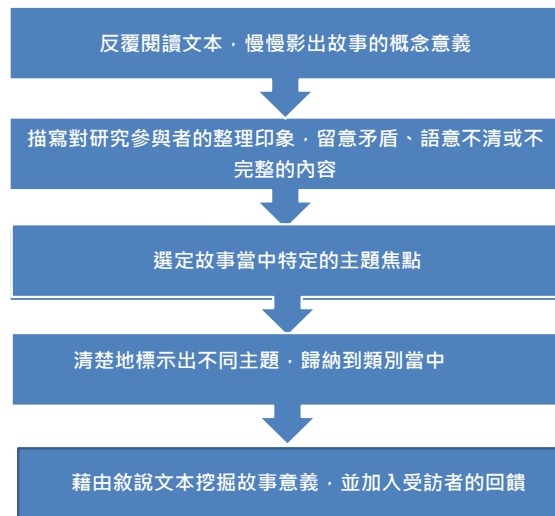 反覆閱讀文本，慢慢影出故事的概念意義
描寫對研究參與者的整理印象，留意矛盾、語意不清或不
完整的內容
選定故事當中特定的主題焦點
清楚地標示出不同主題，歸納到類別當中
藉由敘說文本挖掘故事意義，並加入受訪者的回饋